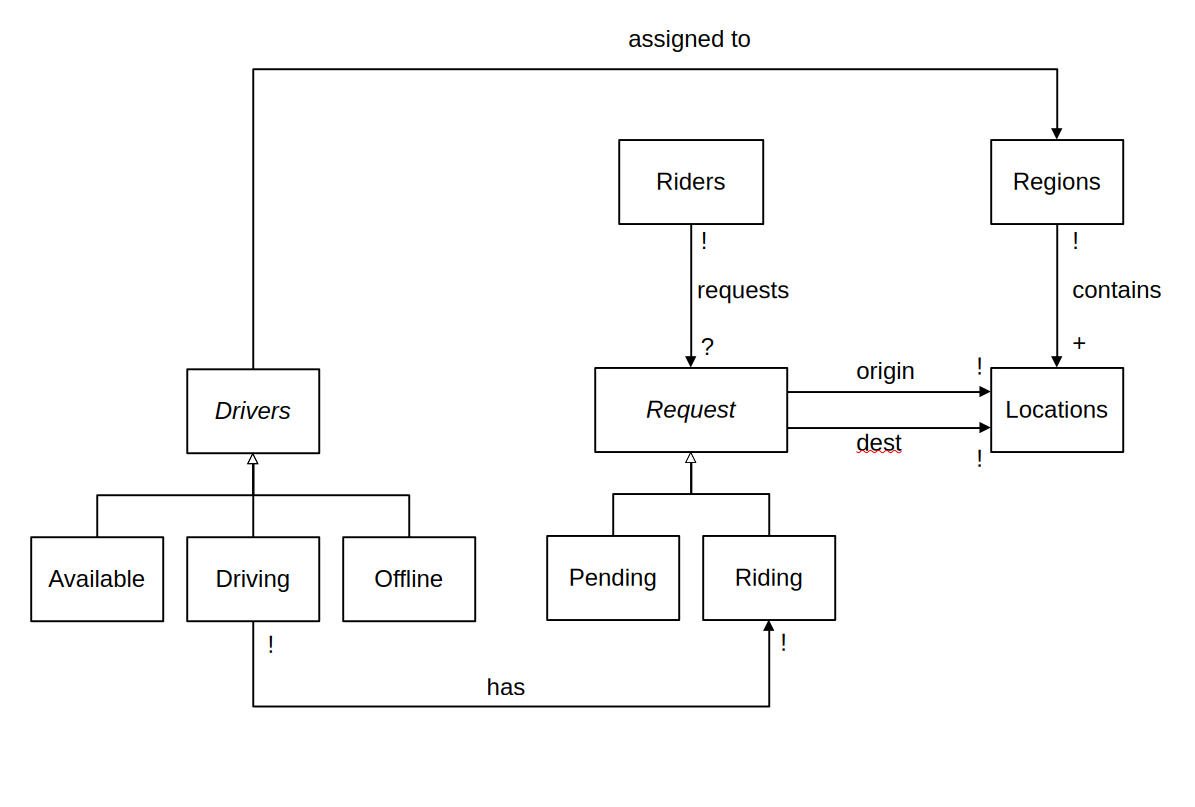 assigned to
Riders
Regions
!
!
requests
contains
?
+
Drivers
Request
origin
!
dest
!
Locations
Available
Driving
Offline
Pending
Riding
!
!
has